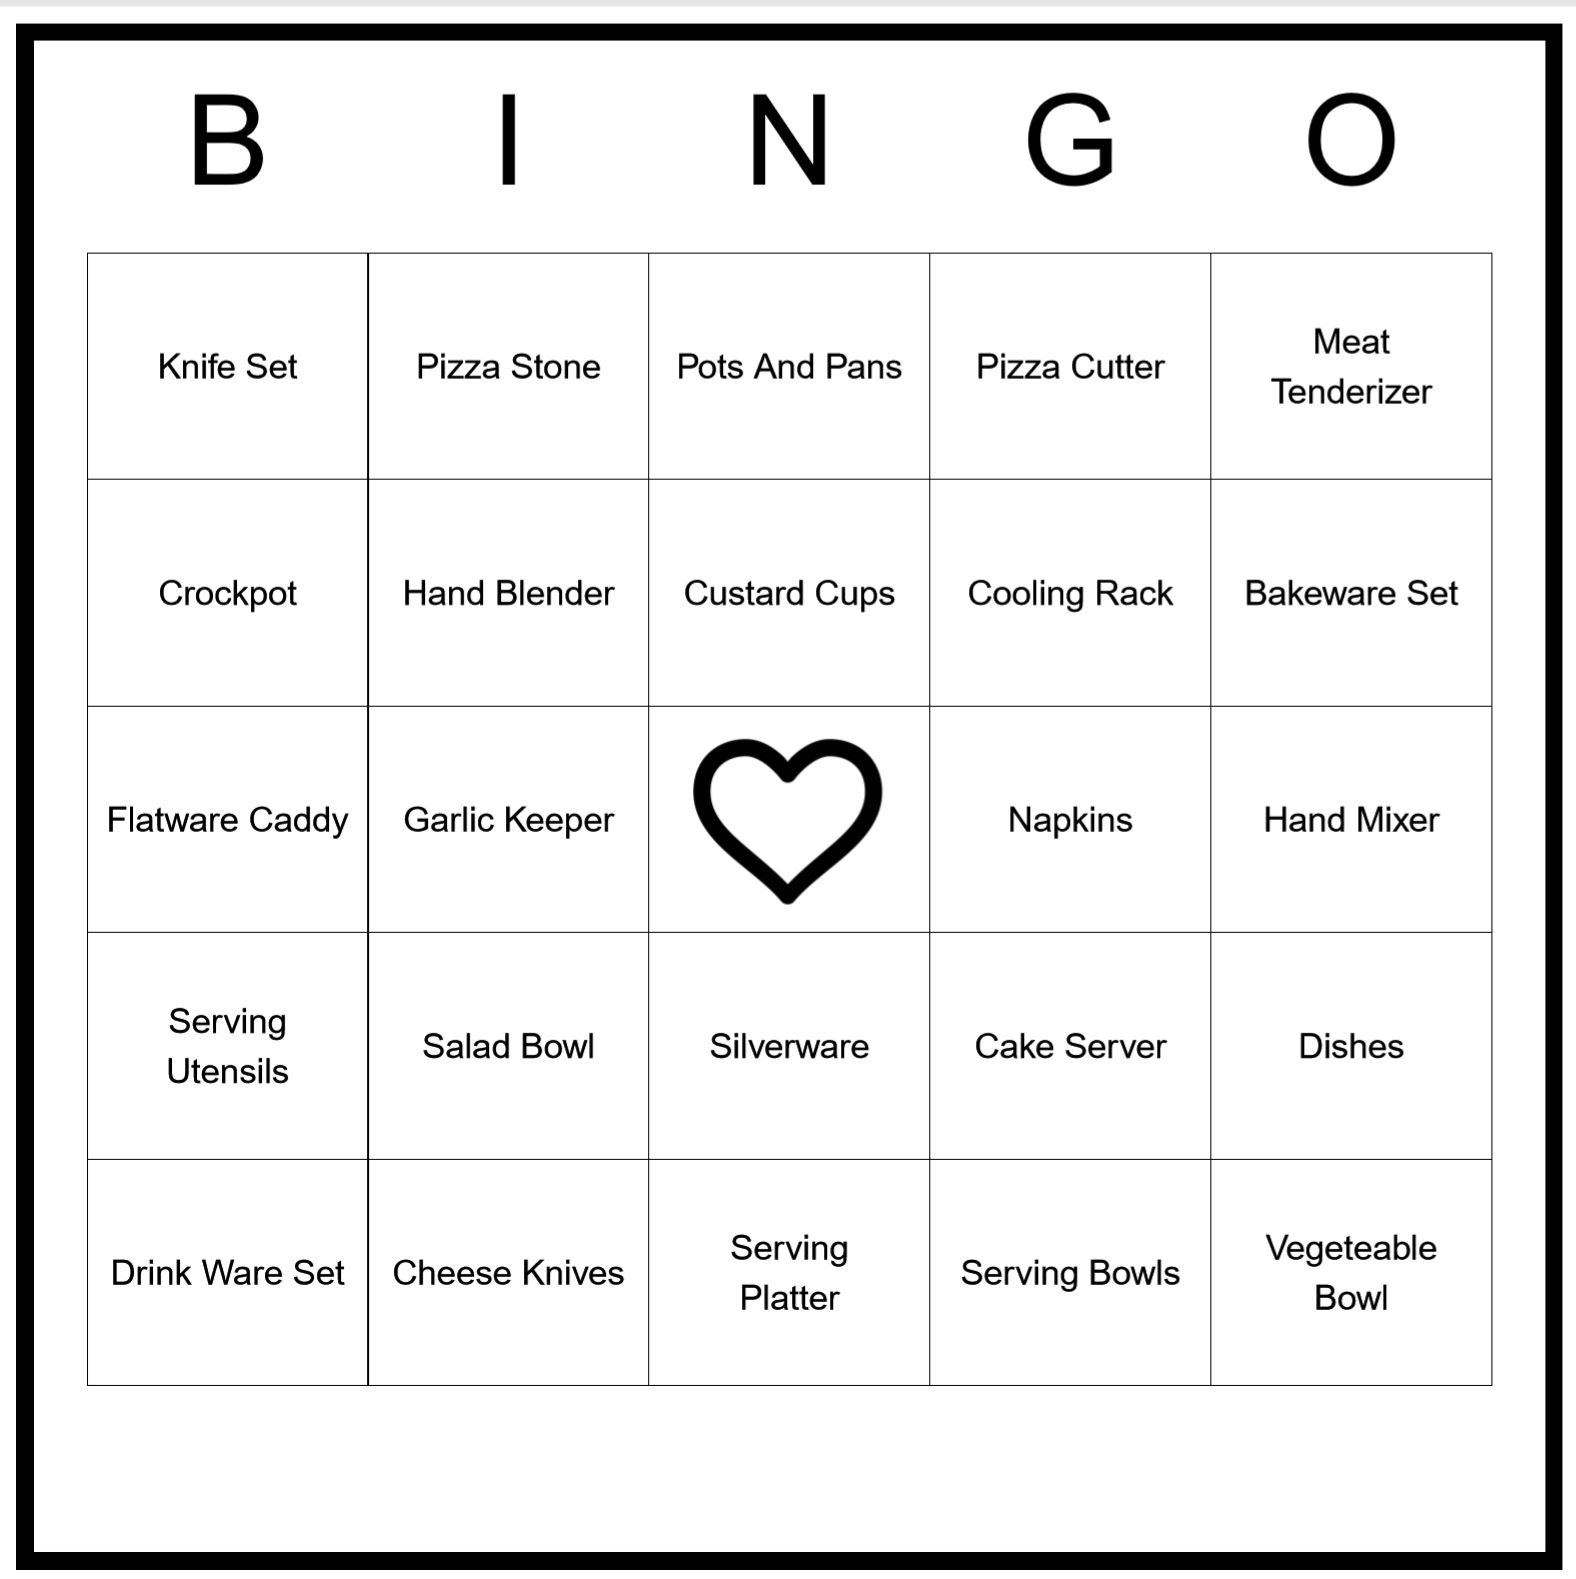 B I N G O
Knife Set
Pizza Stone
Pots And Pans
Pizza Cutter
Meat
Tenderizer
Crockpot
Hand Blender
Custard Cups
Cooling Rack
Bakeware Set
Flatware Caddy
Garlic Keeper
Napkins
Hand Mixer
Serving
Utensils
Salad Bowl
Silverware
Cake Server
Dishes
Drink Ware Set
Cheese Knives
Serving
Platter
Serving Bowls
Vegeteable
Bowl